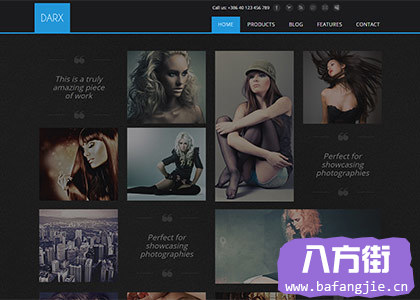 DARX
Call us: +386 40 123 456 789
HOME PRODUCTS BLOG FEATURES CONTACT
This is a truly
amazing piece
of work
Perfect for
showcasing
photographies
Perfect for
showcasing
photographies
八方街
www.bafangjie.cn